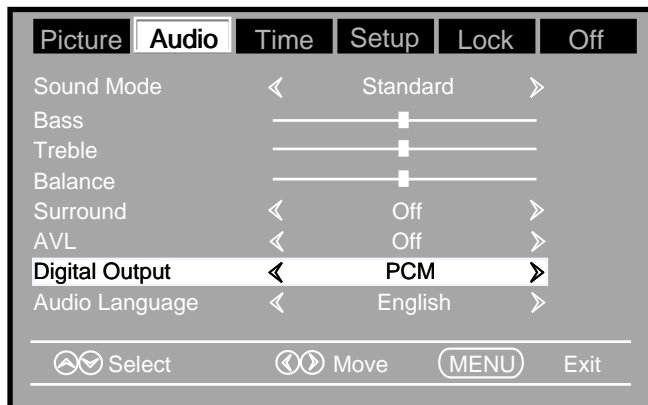 Picture Audio Time Setup Lock Off
Sound Mode Standard
Bass
Treble
Balance
Surround Off
AVL Off
Digital Output PCM
Audio Language English
Select Move MENU Exit